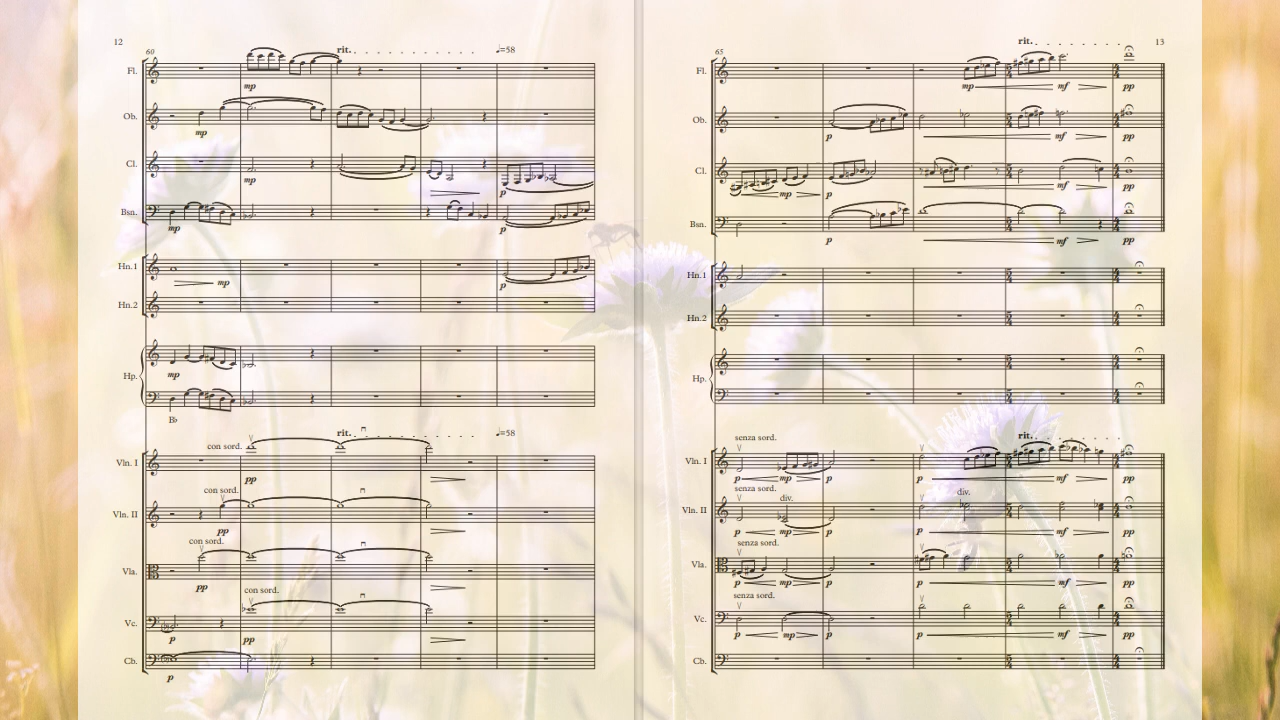 12
60
rit.
♩=58
Fl.
mp
Ob.
mp
Cl.
mp
p
Bsn.
mp
p
Hn.1
mp
p
Hn.2
Hp.
mp
B♭
rit.
♩=58
con sord.
Vln. I
pp
con sord.
Vln. II
pp
con sord.
Vla.
pp
con sord.
Vc.
p
pp
Cb.
p
13
65
rit.
Fl.
mp mf pp
Ob.
p mf pp
Cl.
p mf pp
Bsn.
p mf pp
Hn.1
Hn.2
Hp.
senza sord.
rit.
Vln. I
p mp p p mf pp
senza sord.
div.
div.
Vln. II
p mp p p mf pp
senza sord.
Vla.
p mp p p mf pp
senza sord.
Vc.
p mp p p mf pp
Cb.